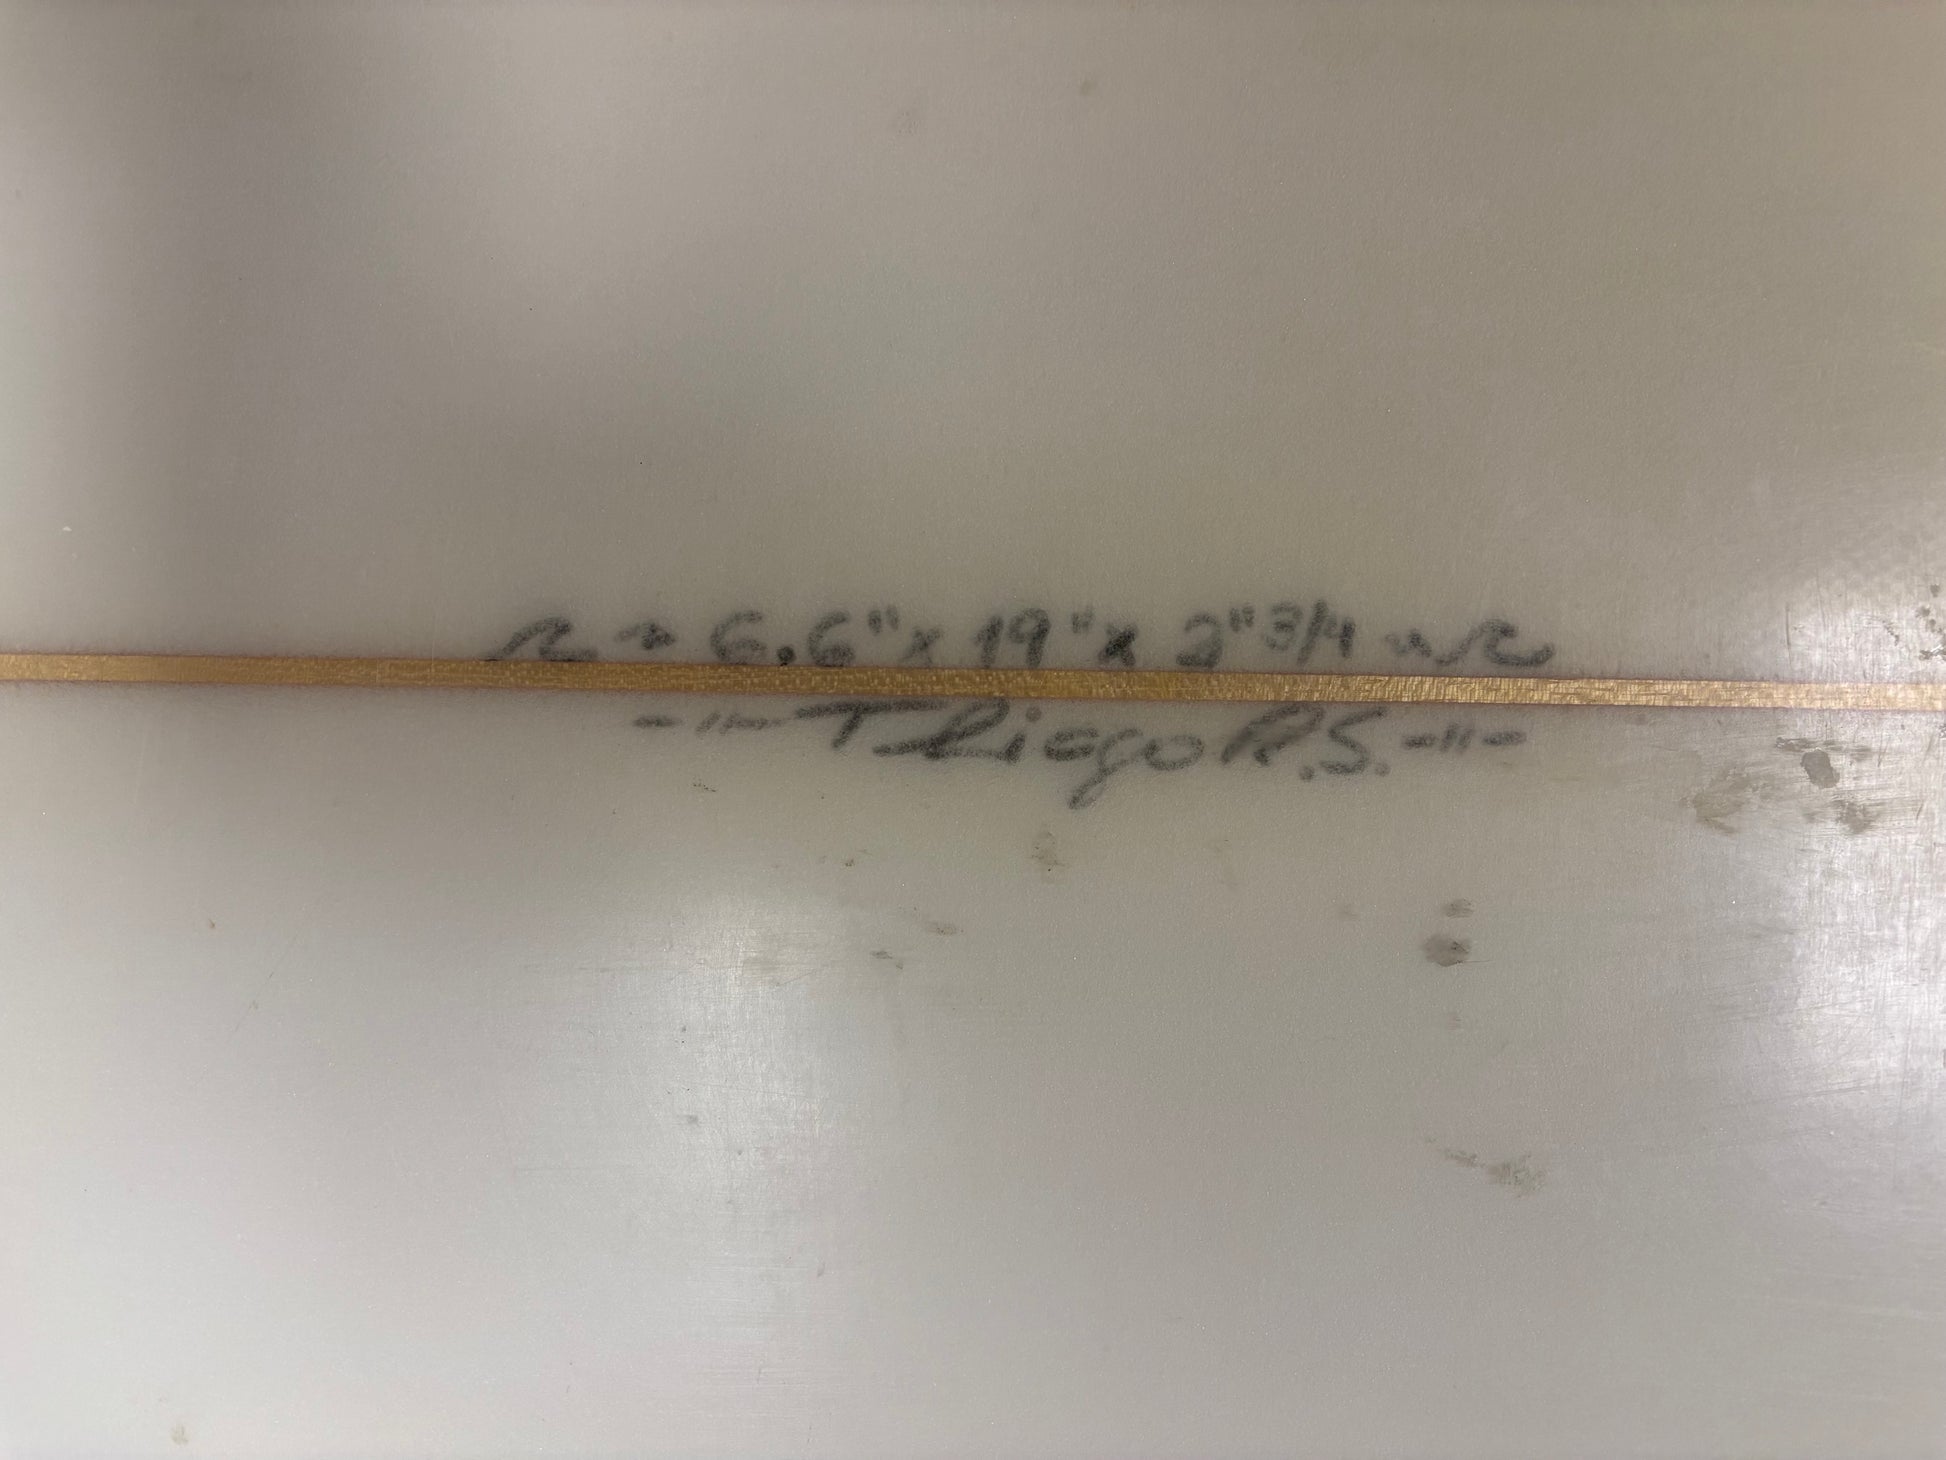 ~ 6.6" x 19" x 2" 3/4 ~
-"- Thiago R.S. -"-